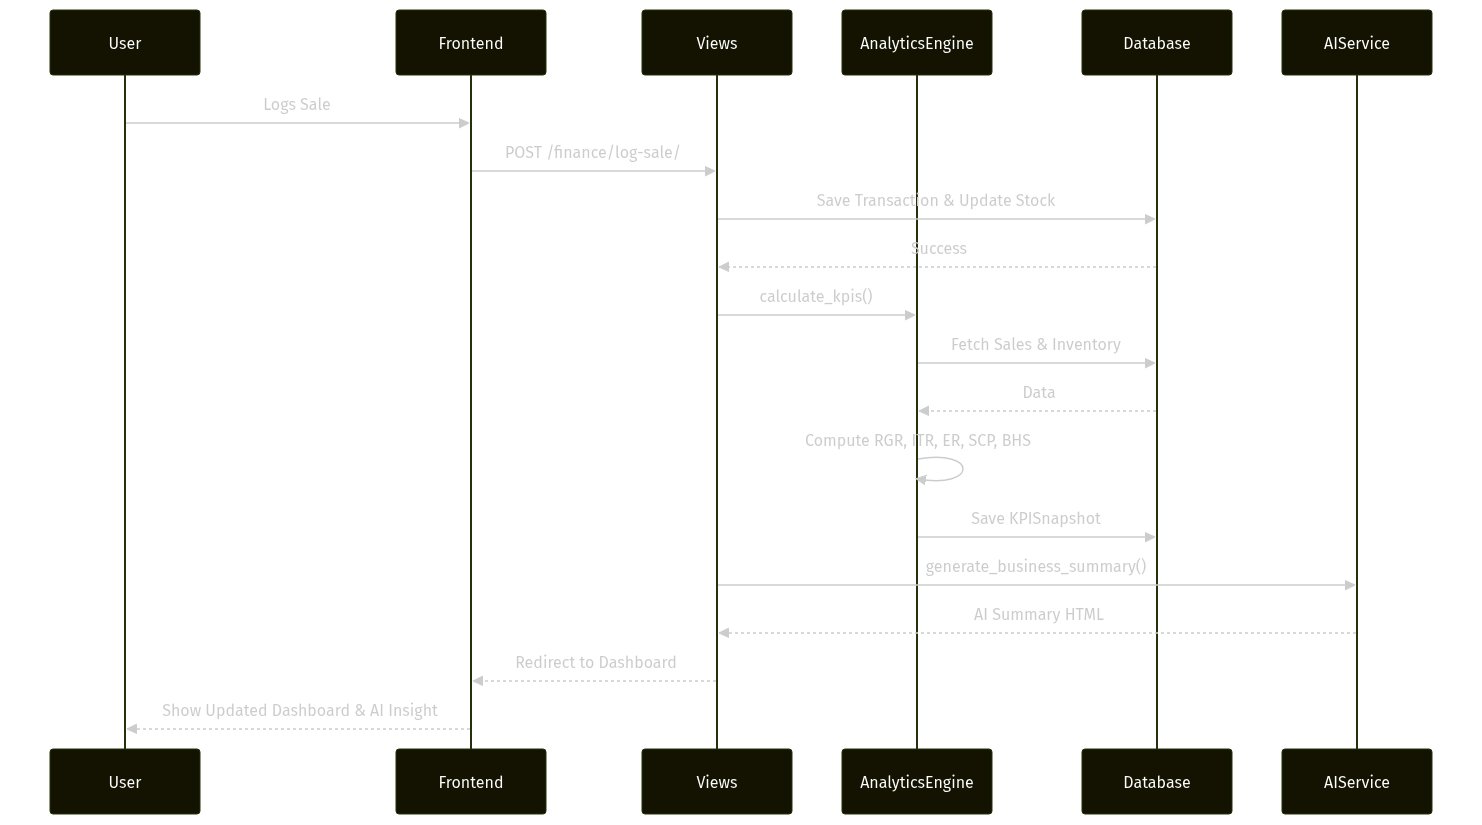 User
Frontend
Views
AnalyticsEngine
Database
AIService
Logs Sale
POST /finance/log-sale/
Save Transaction & Update Stock
Success
calculate_kpis()
Fetch Sales & Inventory
Data
Compute RGR, ITR, ER, SCP, BHS
Save KPISnapshot
generate_business_summary()
AI Summary HTML
Redirect to Dashboard
Show Updated Dashboard & AI Insight
User
Frontend
Views
AnalyticsEngine
Database
AIService